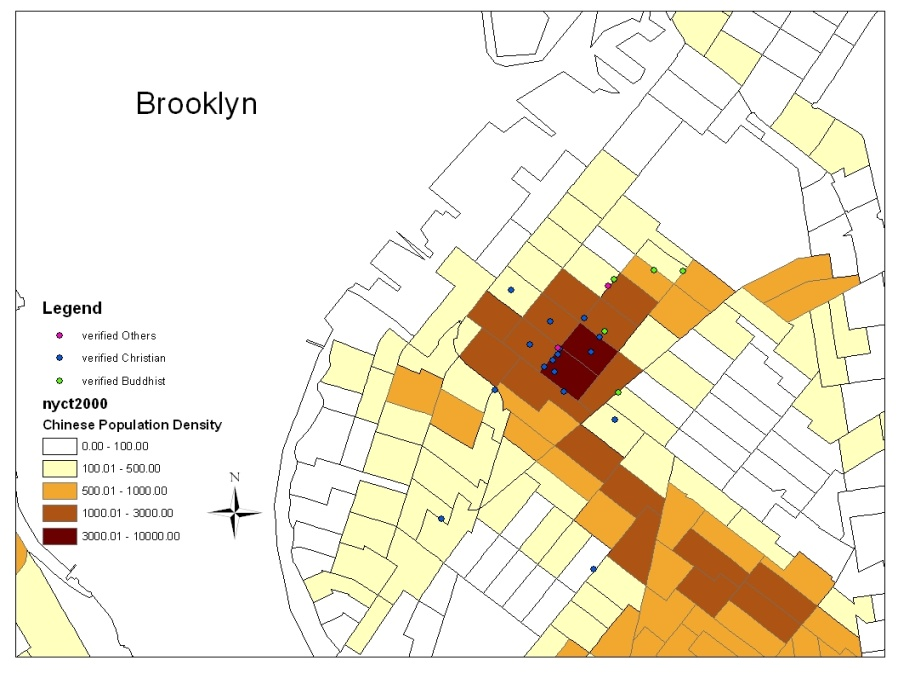 Brooklyn
Legend
verified Others
verified Christian
verified Buddhist
nyct2000
Chinese Population Density
0.00 - 100.00
100.01 - 500.00
500.01 - 1000.00
1000.01 - 3000.00
3000.01 - 10000.00
N